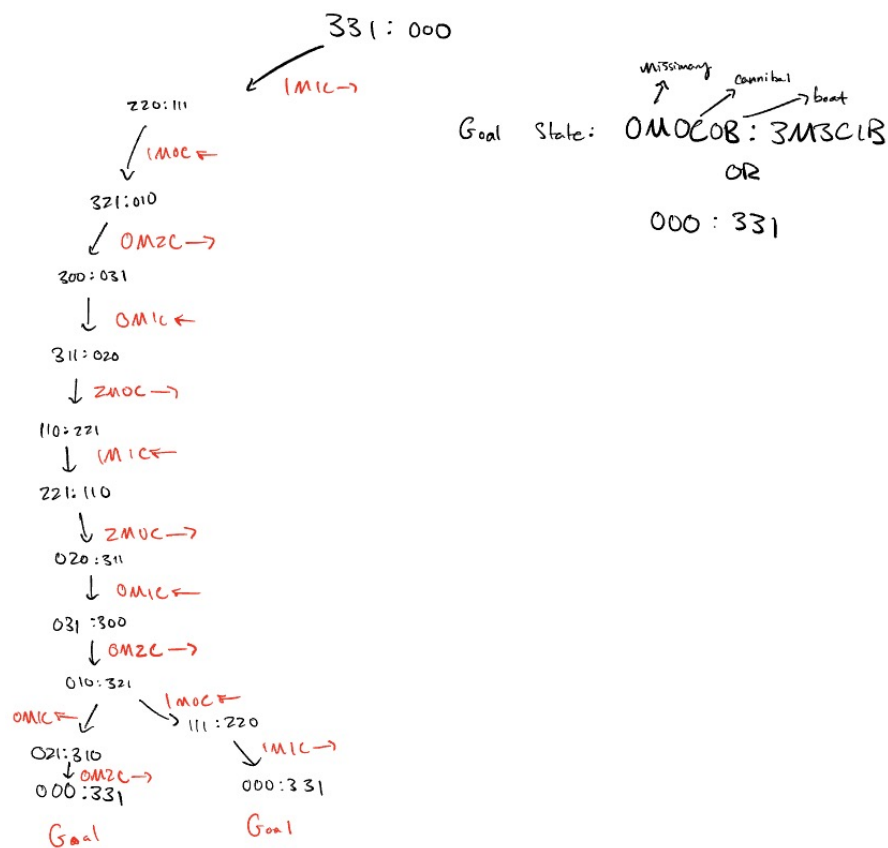 331 : 000
1M1C→
missionary
cannibal
boat
220:111
Goal State: 0M0C0B : 3M3C1B
1M0C←
OR
321:010
000 : 331
0M2C→
300:031
0M1C←
311:020
2M0C→
110:221
1M1C←
221:110
2M0C→
020:311
0M1C←
031:300
0M2C→
010:321
0M1C←
1M0C←
111:220
1M1C→
021:310
0M2C→
000:331
000:331
Goal
Goal